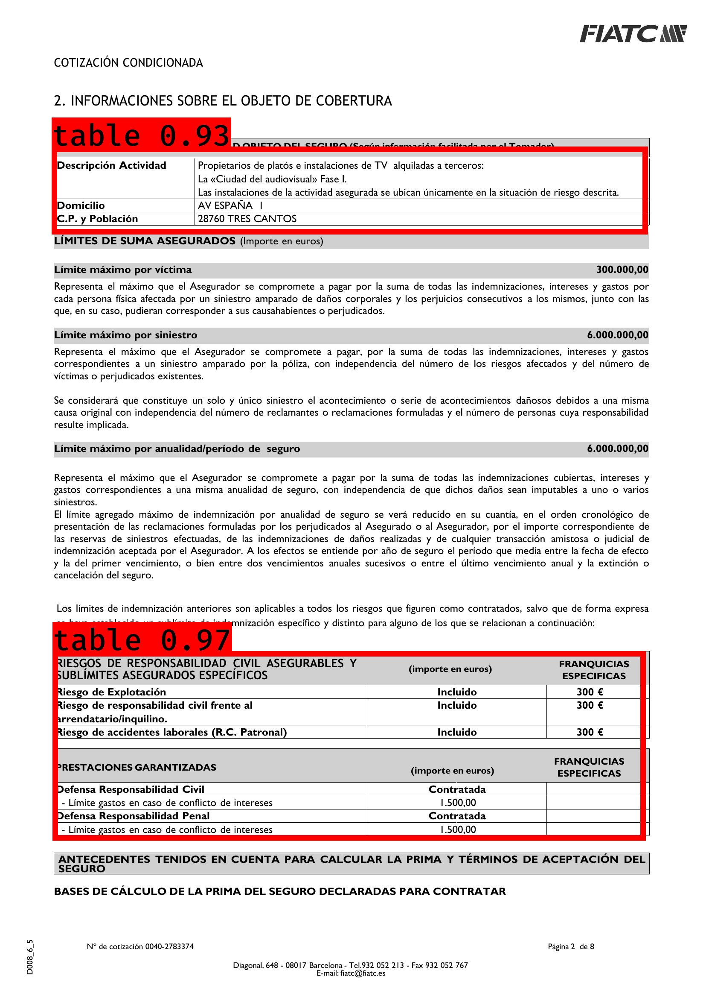 FIATC
COTIZACIÓN CONDICIONADA
2. INFORMACIONES SOBRE EL OBJETO DE COBERTURA
table 0.93
D OBJETO DEL SEGURO (Según información facilitada por el Tomador)
Descripción Actividad Propietarios de platós e instalaciones de TV alquiladas a terceros:
La «Ciudad del audiovisual» Fase I.
Las instalaciones de la actividad asegurada se ubican únicamente en la situación de riesgo descrita.
Domicilio AV ESPAÑA 1
C.P. y Población 28760 TRES CANTOS
LÍMITES DE SUMA ASEGURADOS (Importe en euros)
Límite máximo por víctima 300.000,00
Representa el máximo que el Asegurador se compromete a pagar por la suma de todas las indemnizaciones, intereses y gastos por
cada persona física afectada por un siniestro amparado de daños corporales y los perjuicios consecutivos a los mismos, junto con las
que, en su caso, pudieran corresponder a sus causahabientes o perjudicados.
Límite máximo por siniestro 6.000.000,00
Representa el máximo que el Asegurador se compromete a pagar, por la suma de todas las indemnizaciones, intereses y gastos
correspondientes a un siniestro amparado por la póliza, con independencia del número de los riesgos afectados y del número de
víctimas o perjudicados existentes.
Se considerará que constituye un solo y único siniestro el acontecimiento o serie de acontecimientos dañosos debidos a una misma
causa original con independencia del número de reclamantes o reclamaciones formuladas y el número de personas cuya responsabilidad
resulte implicada.
Límite máximo por anualidad/período de seguro 6.000.000,00
Representa el máximo que el Asegurador se compromete a pagar por la suma de todas las indemnizaciones cubiertas, intereses y
gastos correspondientes a una misma anualidad de seguro, con independencia de que dichos daños sean imputables a uno o varios
siniestros.
El límite agregado máximo de indemnización por anualidad de seguro se verá reducido en su cuantía, en el orden cronológico de
presentación de las reclamaciones formuladas por los perjudicados al Asegurado o al Asegurador, por el importe correspondiente de
las reservas de siniestros efectuadas, de las indemnizaciones de daños realizadas y de cualquier transacción amistosa o judicial de
indemnización aceptada por el Asegurador. A los efectos se entiende por año de seguro el período que media entre la fecha de efecto
y la del primer vencimiento, o bien entre dos vencimientos anuales sucesivos o entre el último vencimiento anual y la extinción o
cancelación del seguro.
Los límites de indemnización anteriores son aplicables a todos los riesgos que figuren como contratados, salvo que de forma expresa
se haya establecido un sublímite de indemnización específico y distinto para alguno de los que se relacionan a continuación:
table 0.97
RIESGOS DE RESPONSABILIDAD CIVIL ASEGURABLES Y
SUBLÍMITES ASEGURADOS ESPECÍFICOS (importe en euros) FRANQUICIAS
ESPECIFICAS
Riesgo de Explotación Incluido 300 €
Riesgo de responsabilidad civil frente al Incluido 300 €
arrendatario/inquilino.
Riesgo de accidentes laborales (R.C. Patronal) Incluido 300 €
PRESTACIONES GARANTIZADAS (importe en euros) FRANQUICIAS
ESPECIFICAS
Defensa Responsabilidad Civil Contratada
- Límite gastos en caso de conflicto de intereses 1.500,00
Defensa Responsabilidad Penal Contratada
- Límite gastos en caso de conflicto de intereses 1.500,00
ANTECEDENTES TENIDOS EN CUENTA PARA CALCULAR LA PRIMA Y TÉRMINOS DE ACEPTACIÓN DEL
SEGURO
BASES DE CÁLCULO DE LA PRIMA DEL SEGURO DECLARADAS PARA CONTRATAR
D008_6_5
Nº de cotización 0040-2783374 Página 2 de 8
Diagonal, 648 - 08017 Barcelona - Tel.932 052 213 - Fax 932 052 767
E-mail: fiatc@fiatc.es